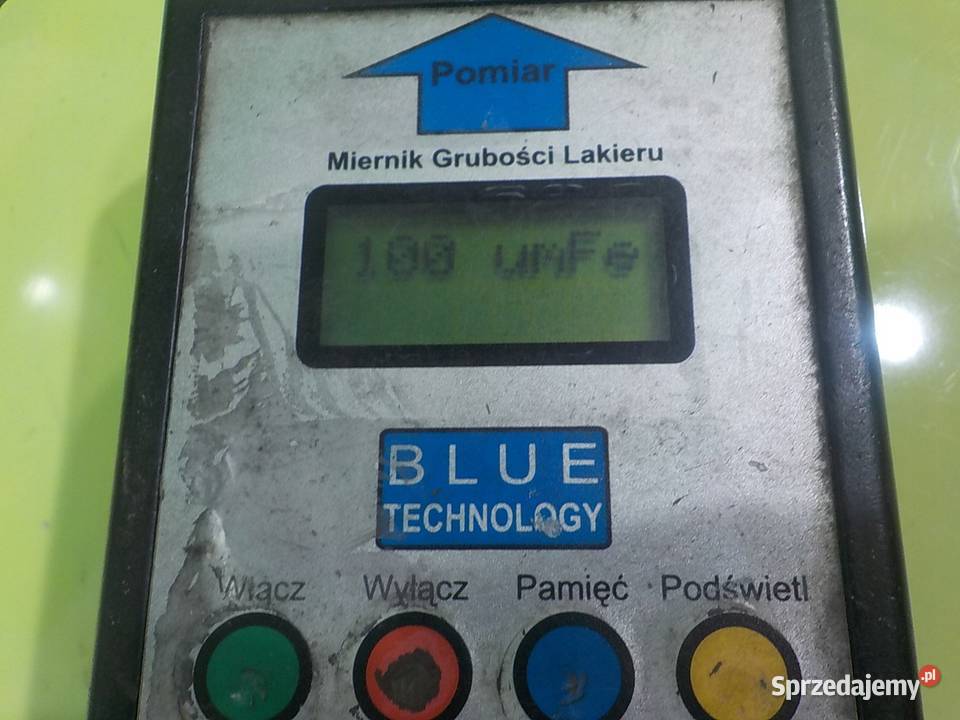 Pomiar
Miernik Grubości Lakieru
100 umFe
BLUE
TECHNOLOGY
Włącz Wyłącz Pamięć Podświetl
Sprzedajemy.pl